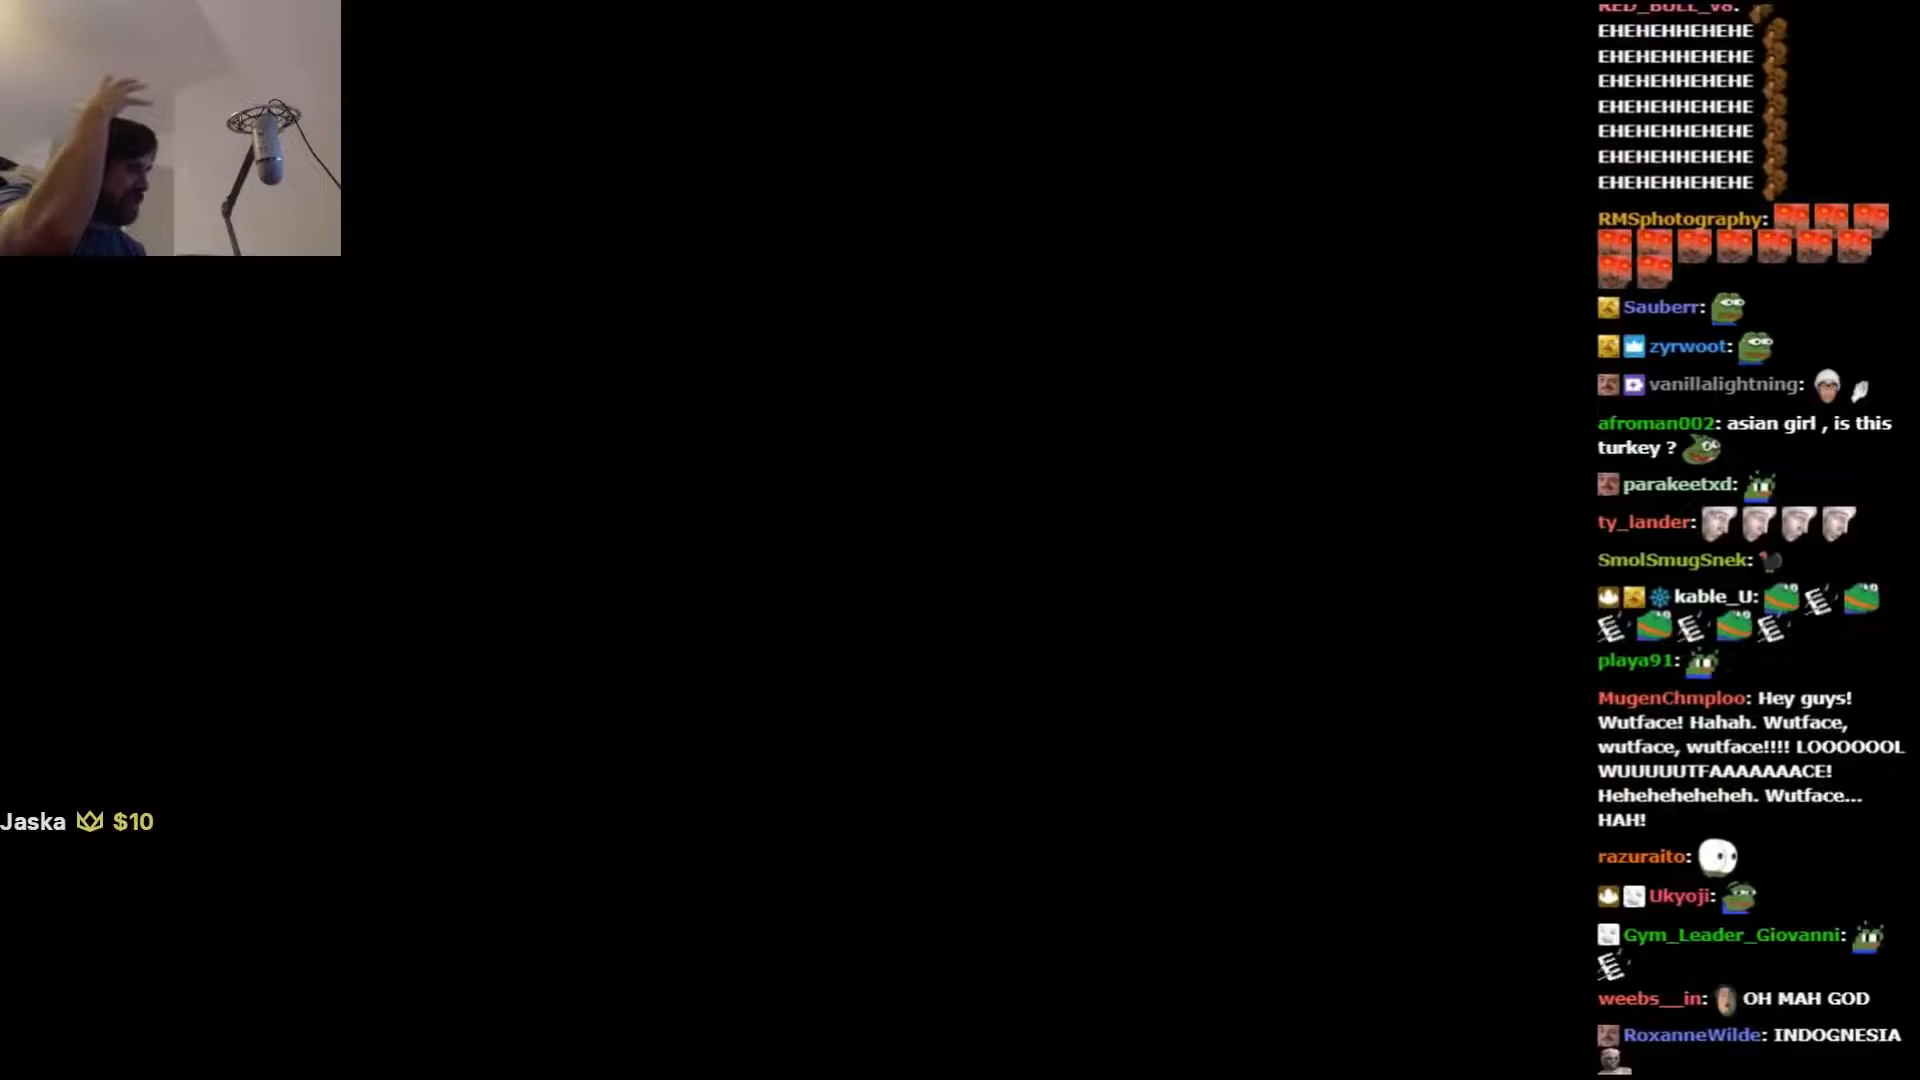 RED_BULL_V8:
EHEHEHHEHEHE
EHEHEHHEHEHE
EHEHEHHEHEHE
EHEHEHHEHEHE
EHEHEHHEHEHE
EHEHEHHEHEHE
EHEHEHHEHEHE
RMSphotography:
Sauberr:
zyrwoot:
vanillalightning:
afroman002: asian girl , is this
turkey ?
parakeetxd:
ty_lander:
SmolSmugSnek:
kable_U:
playa91:
MugenChmploo: Hey guys!
Wutface! Hahah. Wutface,
wutface, wutface!!!! LOOOOOOL
WUUUUUTFAAAAAAACE!
Heheheheheheh. Wutface...
HAH!
Jaska $10
razuraito:
Ukyoji:
Gym_Leader_Giovanni:
weebs__in: OH MAH GOD
RoxanneWilde: INDOGNESIA